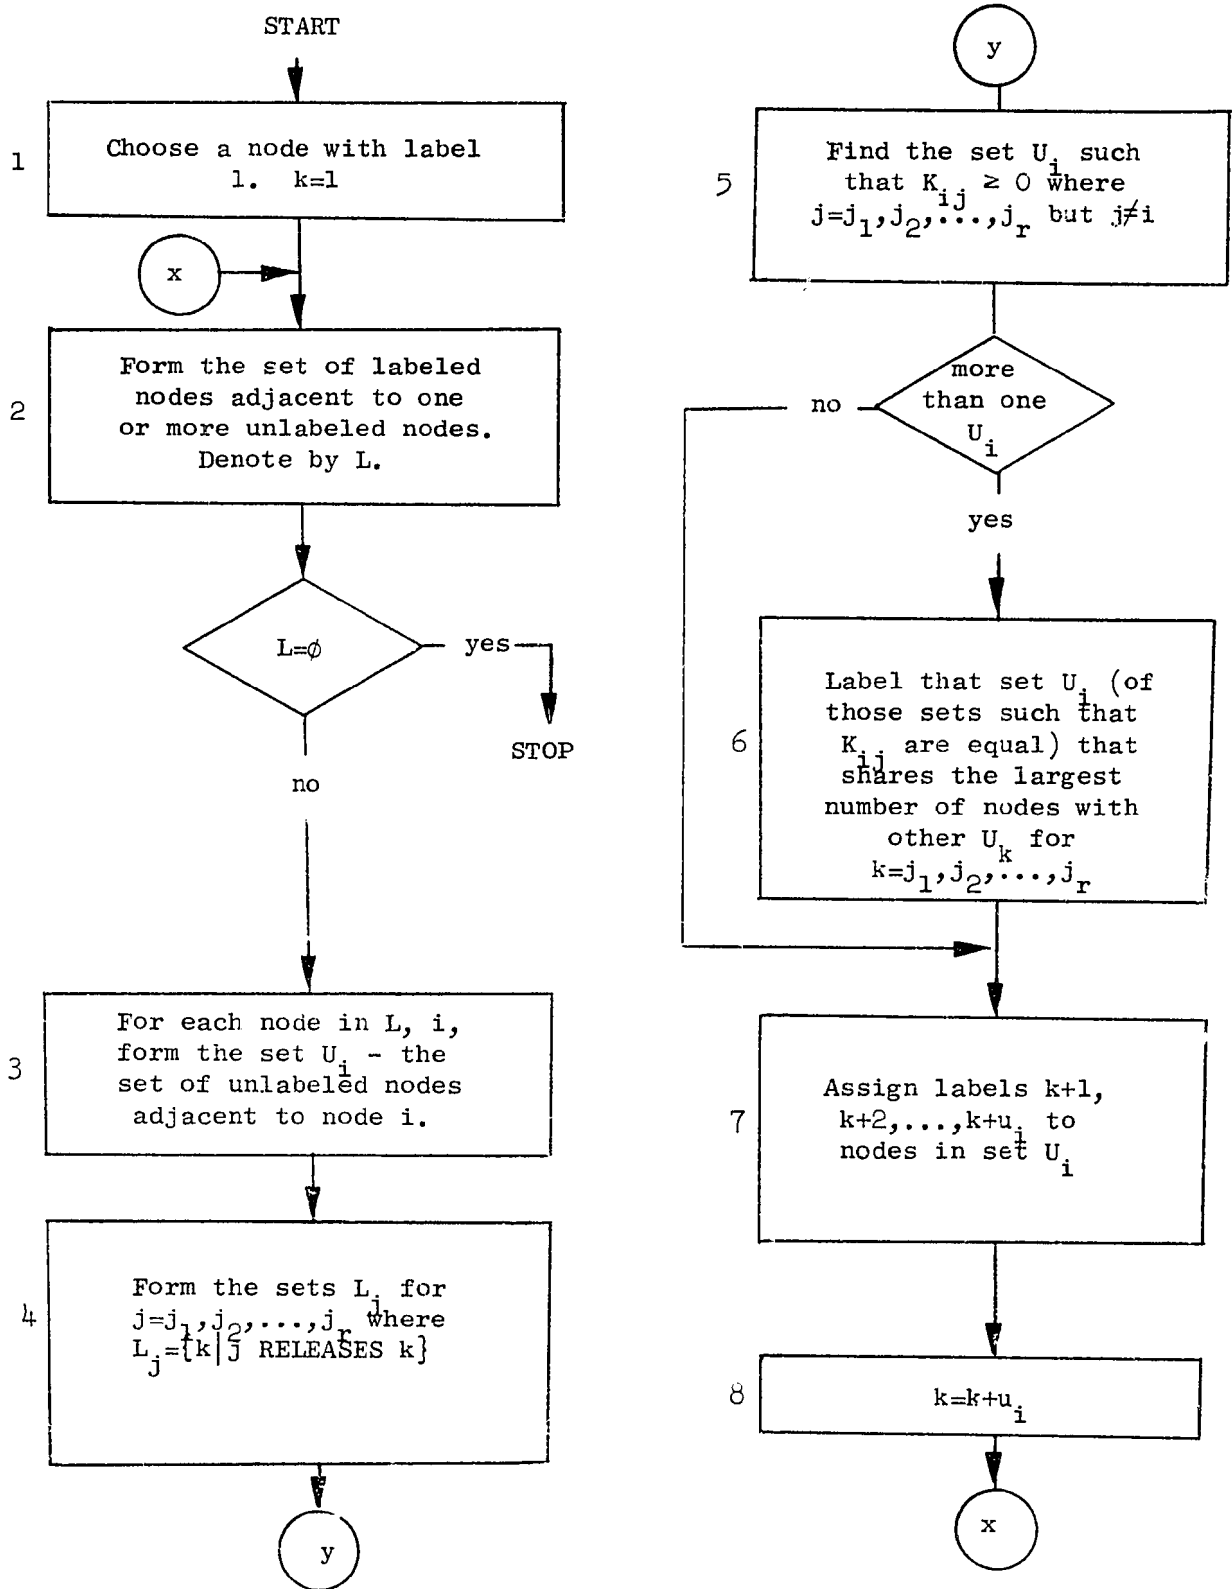 START
1
Choose a node with label
1. k=1
x
2
Form the set of labeled
nodes adjacent to one
or more unlabeled nodes.
Denote by L.
L=∅
yes
STOP
no
3
For each node in L, i,
form the set U_i - the
set of unlabeled nodes
adjacent to node i.
4
Form the sets L_j for
j=j_1,j_2,...,j_r where
L_j={k|j RELEASES k}
y
y
5
Find the set U_i such
that K_ij ≥ 0 where
j=j_1,j_2,...,j_r but j≠i
more
than one
U_i
no
yes
6
Label that set U_i (of
those sets such that
K_ij are equal) that
shares the largest
number of nodes with
other U_k for
k=j_1,j_2,...,j_r
7
Assign labels k+1,
k+2,...,k+u_i to
nodes in set U_i
8
k=k+u_i
x